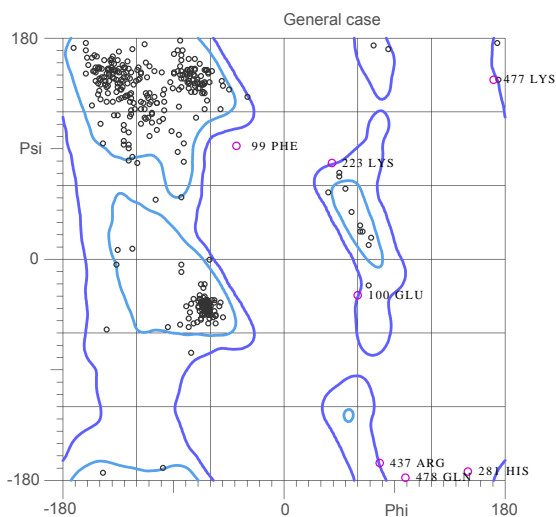 General case
180
477 LYS
Psi
99 PHE
223 LYS
0
100 GLU
437 ARG
281 HIS
478 GLN
-180
-180
0
Phi
180